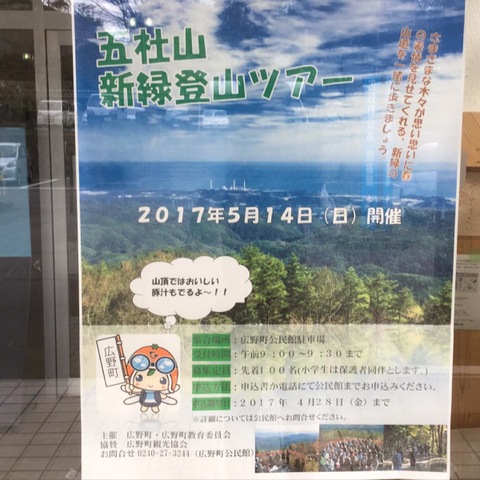 五社山
新緑登山ツアー
さまざまな木々が思い思いに春
の表情を見せてくれる、新緑の
山道を一緒に歩きましょう
2017年5月14日(日)開催
山頂ではおいしい
豚汁もでるよ～!!
広野町
集合場所:広野町公民館駐車場
受付時間:午前9:00～9:30まで
募集定員:先着100名(小学生は保護者同伴とします。)
申込方法:申込書か電話にて公民館までお申込みください。
申込期限:2017年 4月28日(金)まで
※詳細については公民館へお問合せください。
主催 広野町・広野町教育委員会
協賛 広野町観光協会
お問合せ 0240-27-3244 (広野町公民館)